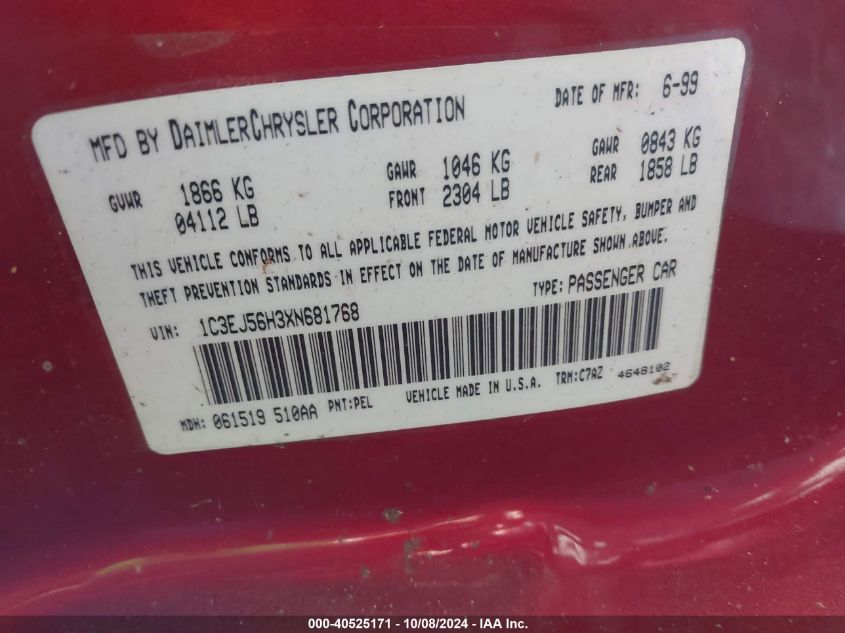 MFD BY DAIMLERCHRYSLER CORPORATION DATE OF MFR: 6-99
GVWR 1866 KG GAWR 1046 KG GAWR 0843 KG
04112 LB FRONT 2304 LB REAR 1858 LB
THIS VEHICLE CONFORMS TO ALL APPLICABLE FEDERAL MOTOR VEHICLE SAFETY, BUMPER AND
THEFT PREVENTION STANDARDS IN EFFECT ON THE DATE OF MANUFACTURE SHOWN ABOVE.
VIN: 1C3EJ56H3XN681768 TYPE: PASSENGER CAR
MDH: 061519 510AA PNT:PEL VEHICLE MADE IN U.S.A. TRM:C7AZ 4648102
000-40525171 - 10/08/2024 - IAA Inc.